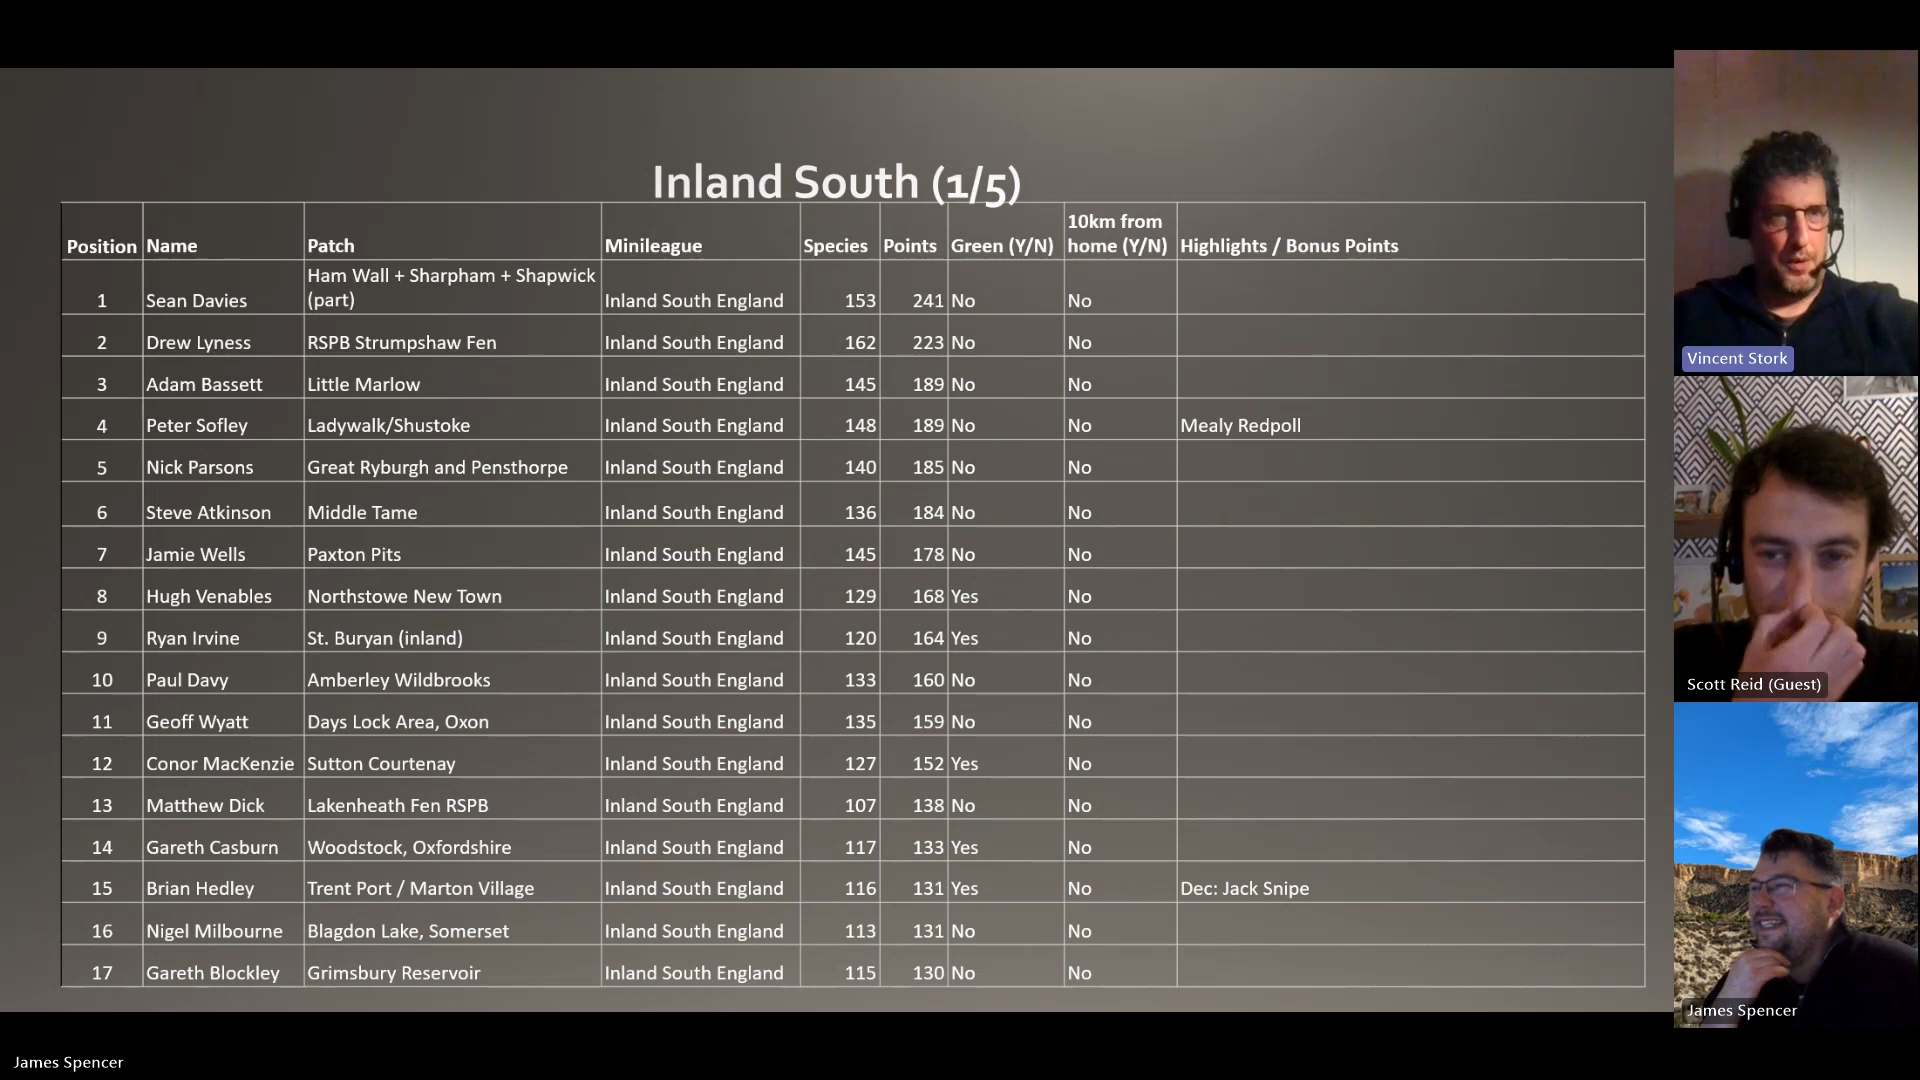 Inland South (1/5)
Position Name Patch Minileague Species Points Green (Y/N) 10km from home (Y/N) Highlights / Bonus Points
1 Sean Davies Ham Wall + Sharpham + Shapwick (part) Inland South England 153 241 No No
2 Drew Lyness RSPB Strumpshaw Fen Inland South England 162 223 No No
3 Adam Bassett Little Marlow Inland South England 145 189 No No
4 Peter Sofley Ladywalk/Shustoke Inland South England 148 189 No No Mealy Redpoll
5 Nick Parsons Great Ryburgh and Pensthorpe Inland South England 140 185 No No
6 Steve Atkinson Middle Tame Inland South England 136 184 No No
7 Jamie Wells Paxton Pits Inland South England 145 178 No No
8 Hugh Venables Northstowe New Town Inland South England 129 168 Yes No
9 Ryan Irvine St. Buryan (inland) Inland South England 120 164 Yes No
10 Paul Davy Amberley Wildbrooks Inland South England 133 160 No No
11 Geoff Wyatt Days Lock Area, Oxon Inland South England 135 159 No No
12 Conor MacKenzie Sutton Courtenay Inland South England 127 152 Yes No
13 Matthew Dick Lakenheath Fen RSPB Inland South England 107 138 No No
14 Gareth Casburn Woodstock, Oxfordshire Inland South England 117 133 Yes No
15 Brian Hedley Trent Port / Marton Village Inland South England 116 131 Yes No Dec: Jack Snipe
16 Nigel Milbourne Blagdon Lake, Somerset Inland South England 113 131 No No
17 Gareth Blockley Grimsbury Reservoir Inland South England 115 130 No No
Vincent Stork
Scott Reid (Guest)
James Spencer
James Spencer